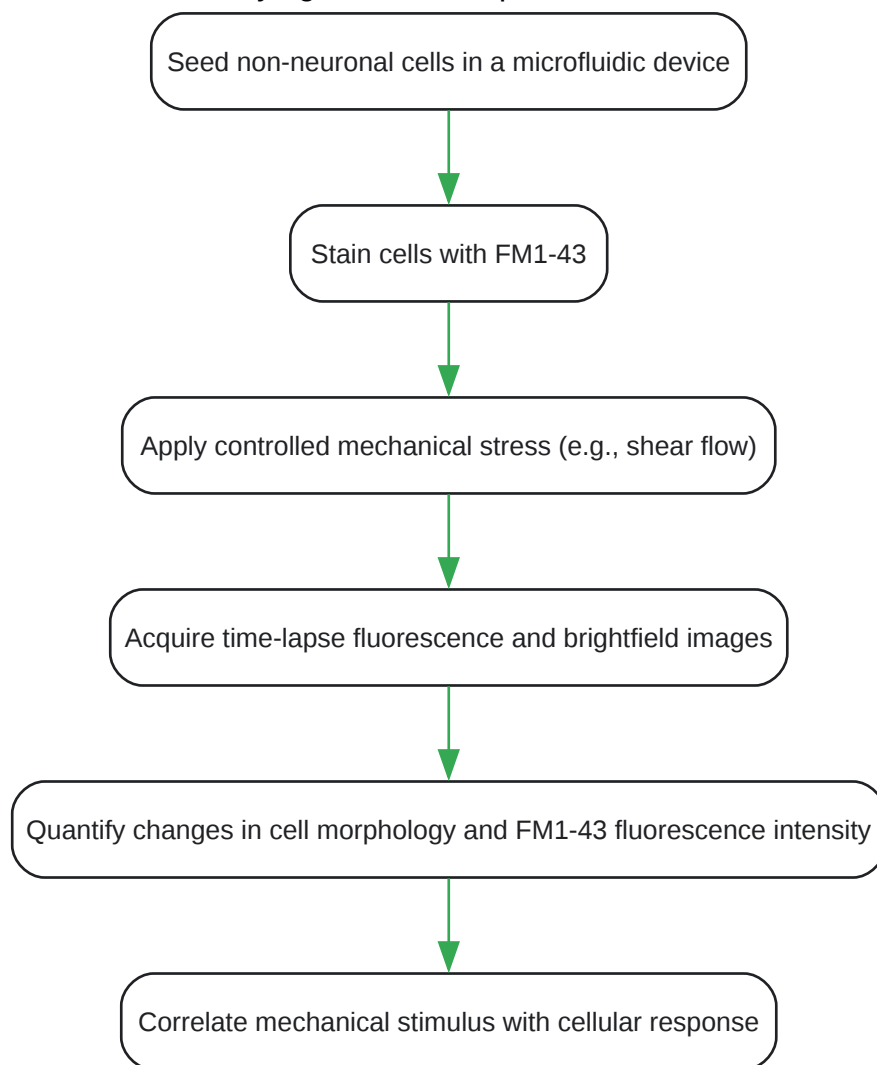 Seed non-neuronal cells in a microfluidic device
Stain cells with FM1-43
Apply controlled mechanical stress (e.g., shear flow)
Acquire time-lapse fluorescence and brightfield images
Quantify changes in cell morphology and FM1-43 fluorescence intensity
Correlate mechanical stimulus with cellular response